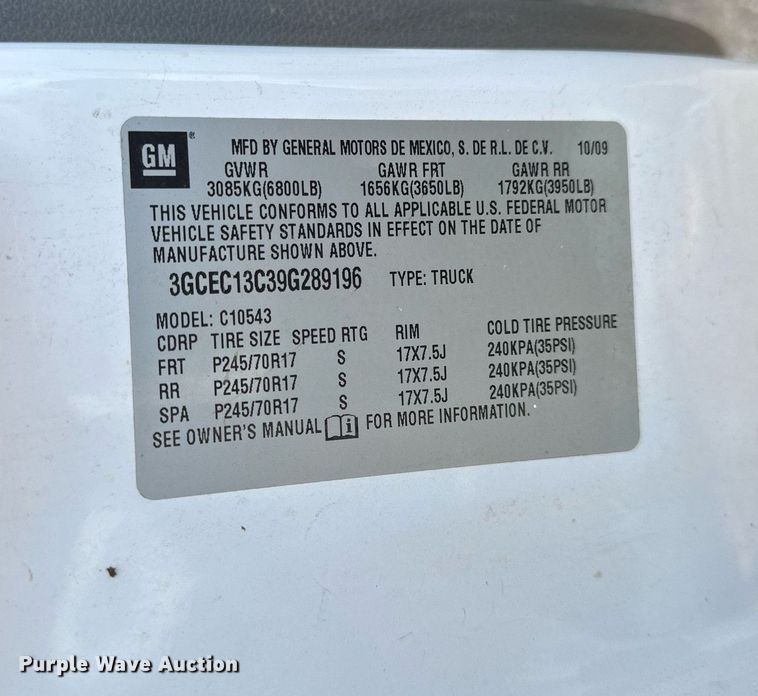 GM ® MFD BY GENERAL MOTORS DE MEXICO, S. DE R.L. DE C.V. 10/09
GVWR GAWR FRT GAWR RR
3085KG(6800LB) 1656KG(3650LB) 1792KG(3950LB)
THIS VEHICLE CONFORMS TO ALL APPLICABLE U.S. FEDERAL MOTOR
VEHICLE SAFETY STANDARDS IN EFFECT ON THE DATE OF
MANUFACTURE SHOWN ABOVE.
3GCEC13C39G289196 TYPE: TRUCK
MODEL: C10543
CDRP TIRE SIZE SPEED RTG RIM COLD TIRE PRESSURE
FRT P245/70R17 S 17X7.5J 240KPA(35PSI)
RR P245/70R17 S 17X7.5J 240KPA(35PSI)
SPA P245/70R17 S 17X7.5J 240KPA(35PSI)
SEE OWNER'S MANUAL i FOR MORE INFORMATION.
Purple Wave Auction